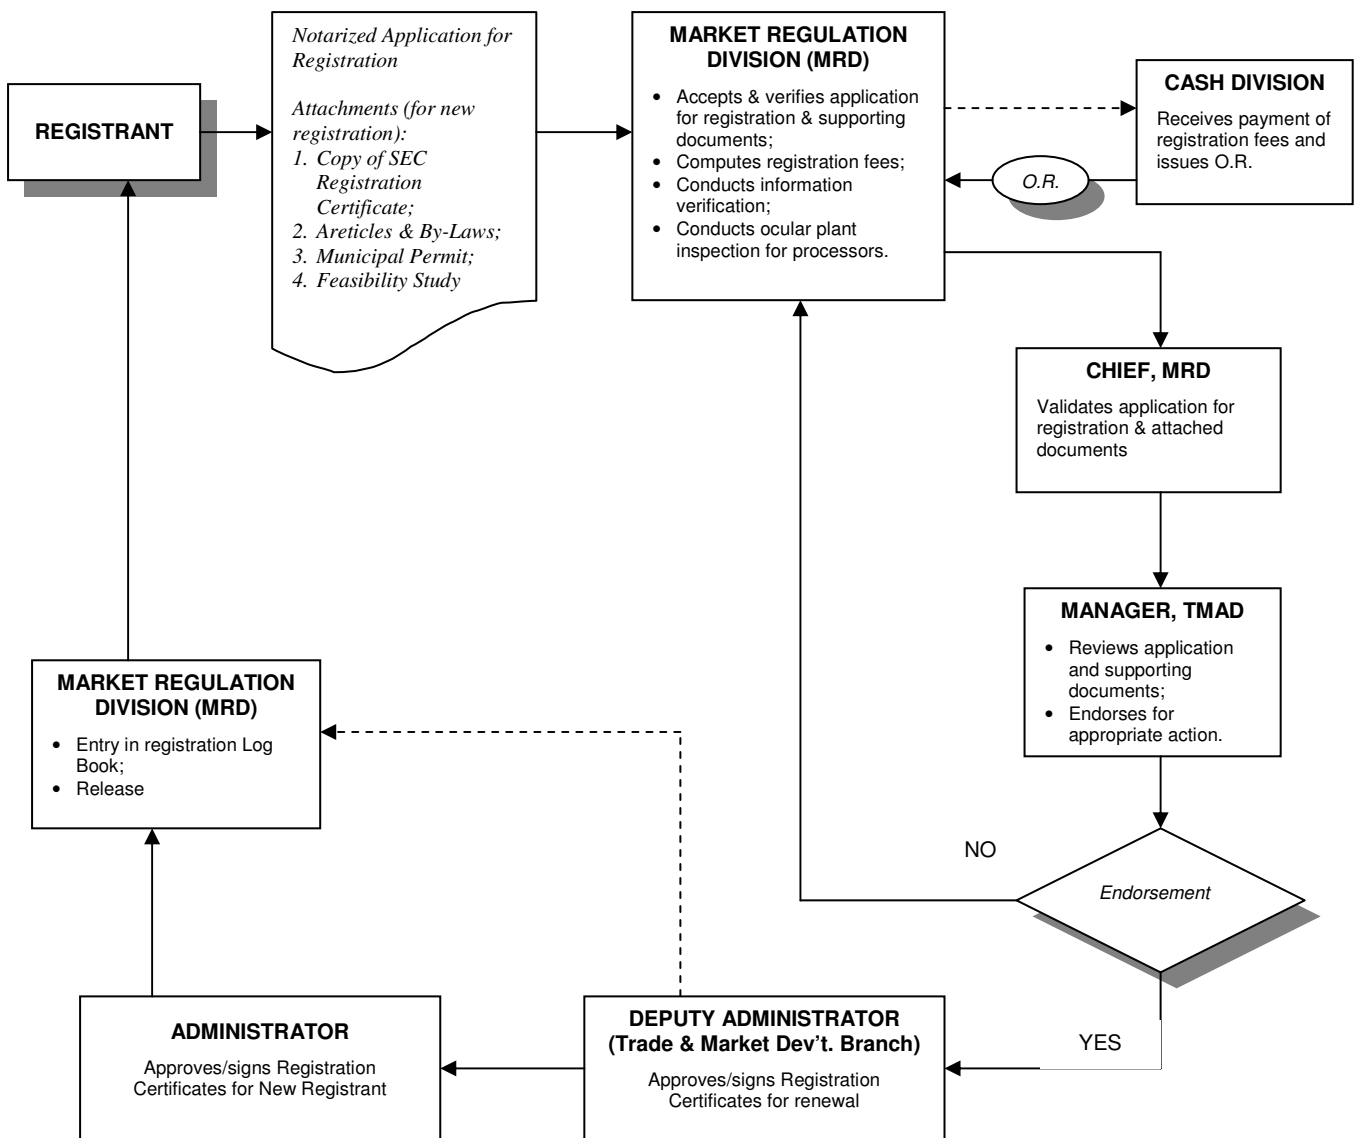 REGISTRANT
Notarized Application for
Registration
Attachments (for new
registration):
1. Copy of SEC
Registration
Certificate;
2. Areticles & By-Laws;
3. Municipal Permit;
4. Feasibility Study
MARKET REGULATION
DIVISION (MRD)
• Accepts & verifies application
for registration & supporting
documents;
• Computes registration fees;
• Conducts information
verification;
• Conducts ocular plant
inspection for processors.
CASH DIVISION
Receives payment of
registration fees and
issues O.R.
O.R.
CHIEF, MRD
Validates application for
registration & attached
documents
MANAGER, TMAD
• Reviews application
and supporting
documents;
• Endorses for
appropriate action.
Endorsement
NO
YES
DEPUTY ADMINISTRATOR
(Trade & Market Dev't. Branch)
Approves/signs Registration
Certificates for renewal
ADMINISTRATOR
Approves/signs Registration
Certificates for New Registrant
MARKET REGULATION
DIVISION (MRD)
• Entry in registration Log
Book;
• Release